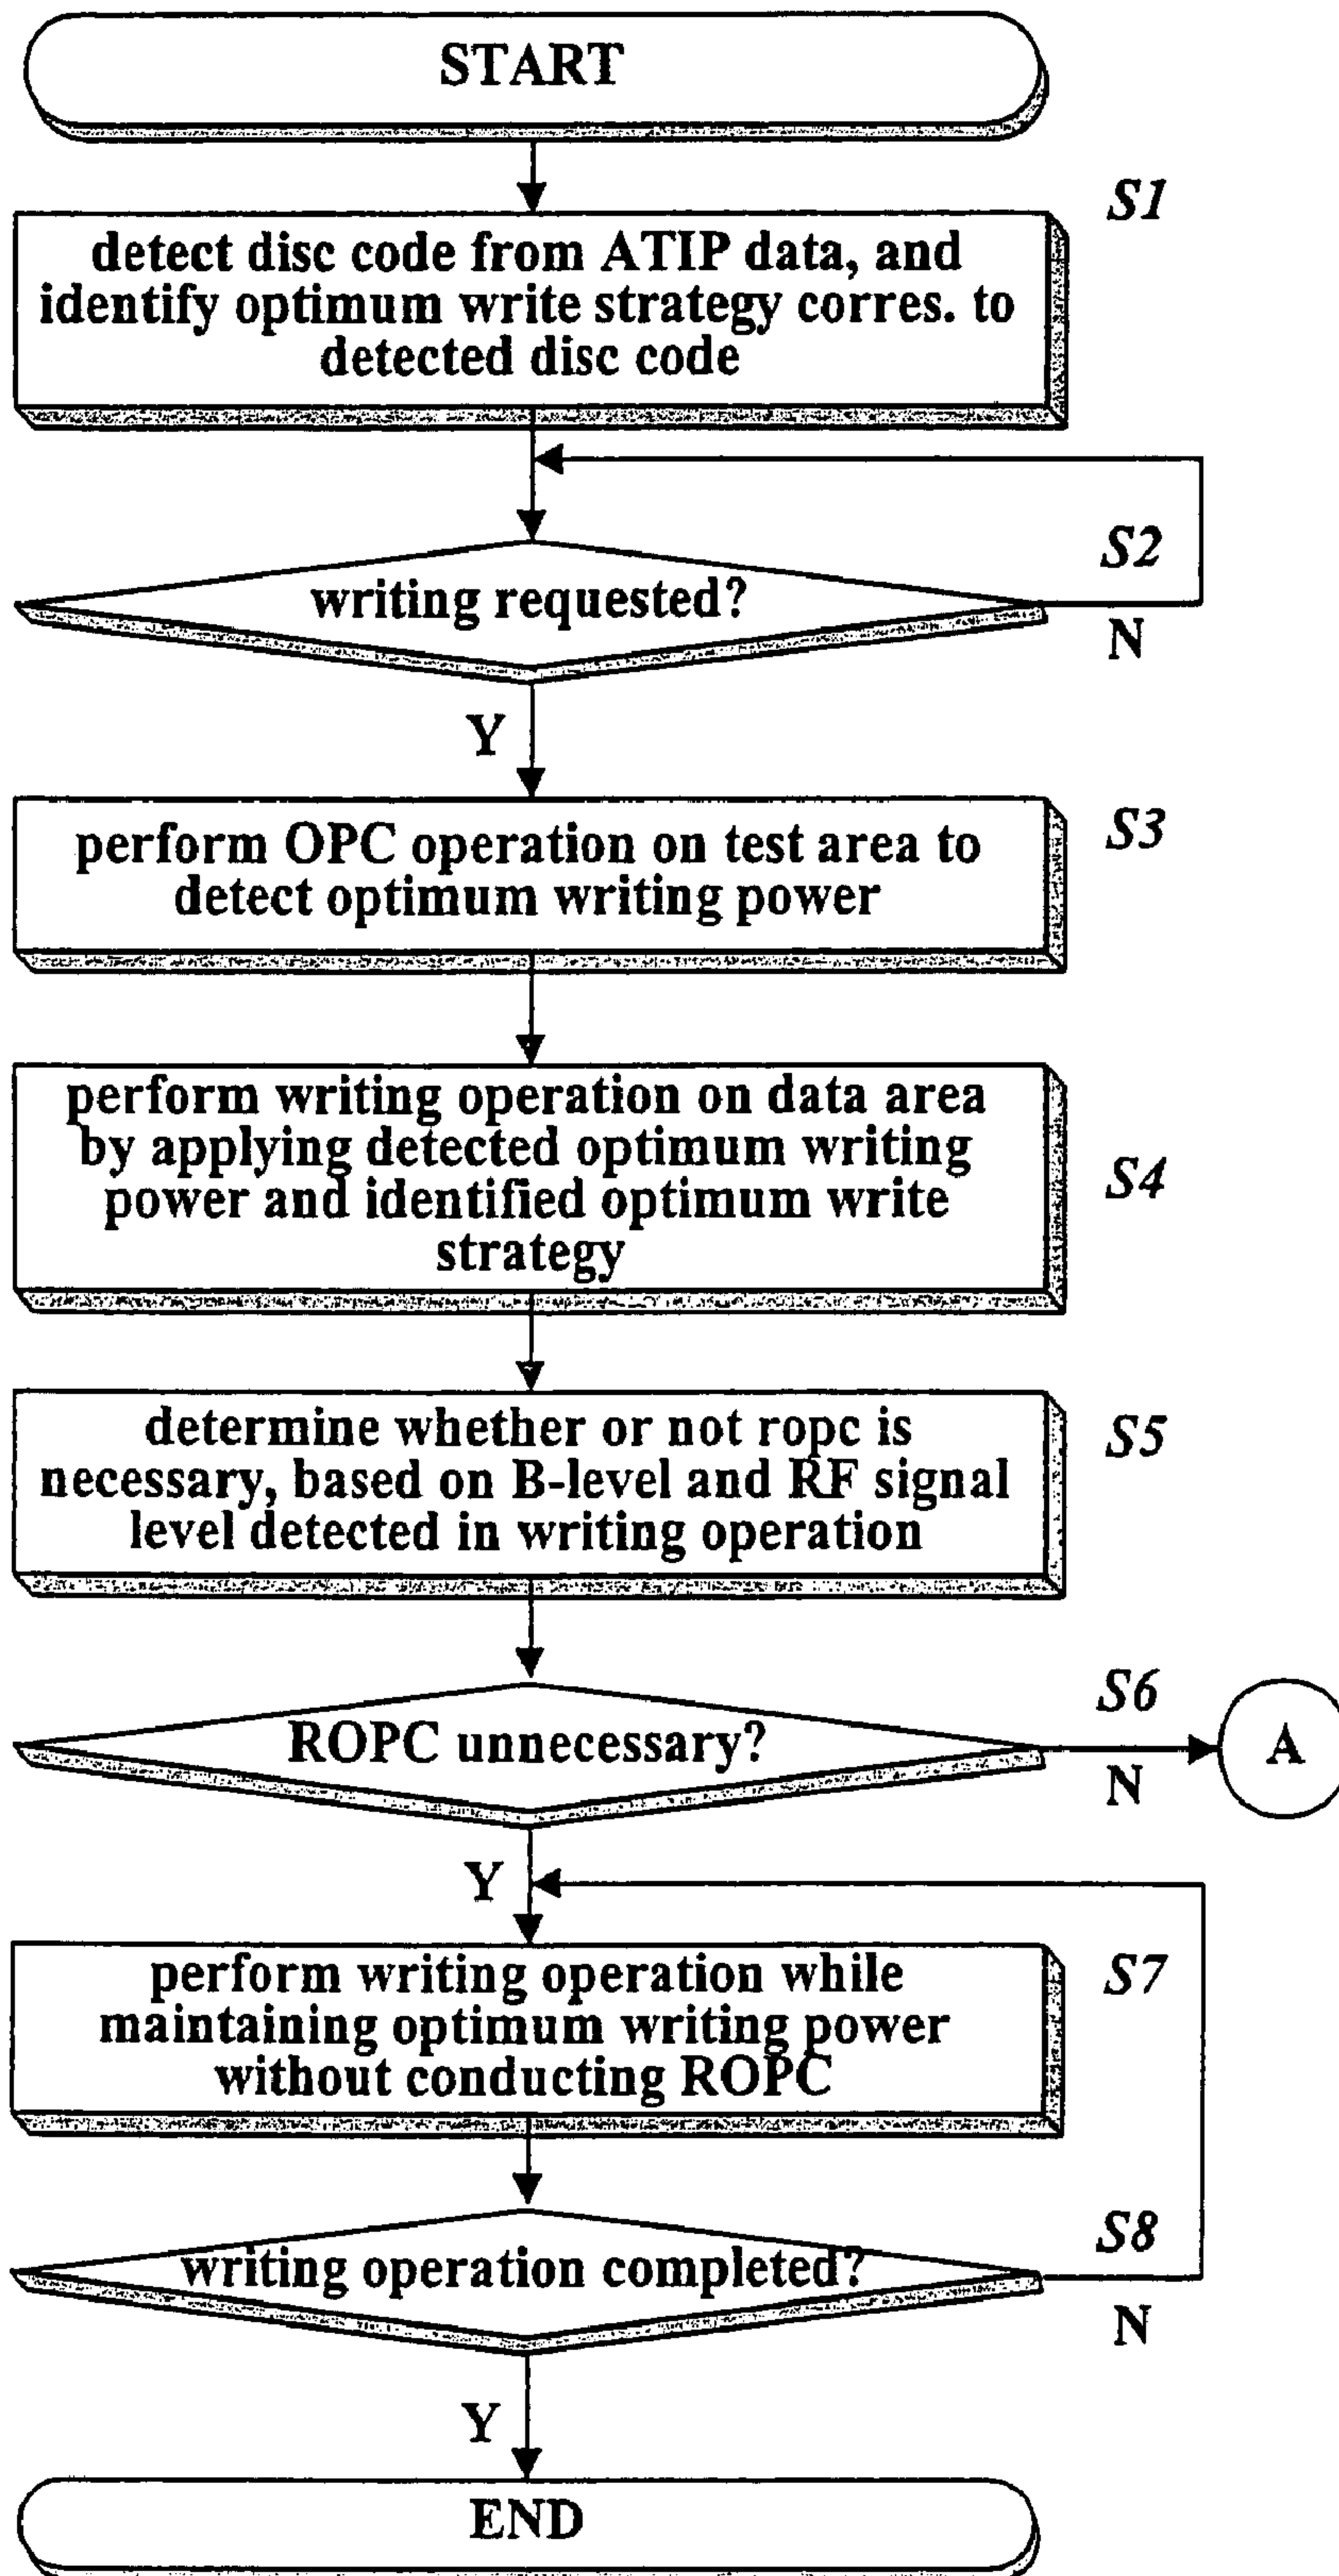 START
S1
detect disc code from ATIP data, and
identify optimum write strategy corres. to
detected disc code
S2
writing requested?
N
Y
S3
perform OPC operation on test area to
detect optimum writing power
perform writing operation on data area
by applying detected optimum writing
power and identified optimum write
strategy
S4
determine whether or not ropc is
necessary, based on B-level and RF signal
level detected in writing operation
S5
S6
ROPC unnecessary?
A
N
Y
perform writing operation while
maintaining optimum writing power
without conducting ROPC
S7
S8
writing operation completed?
N
Y
END